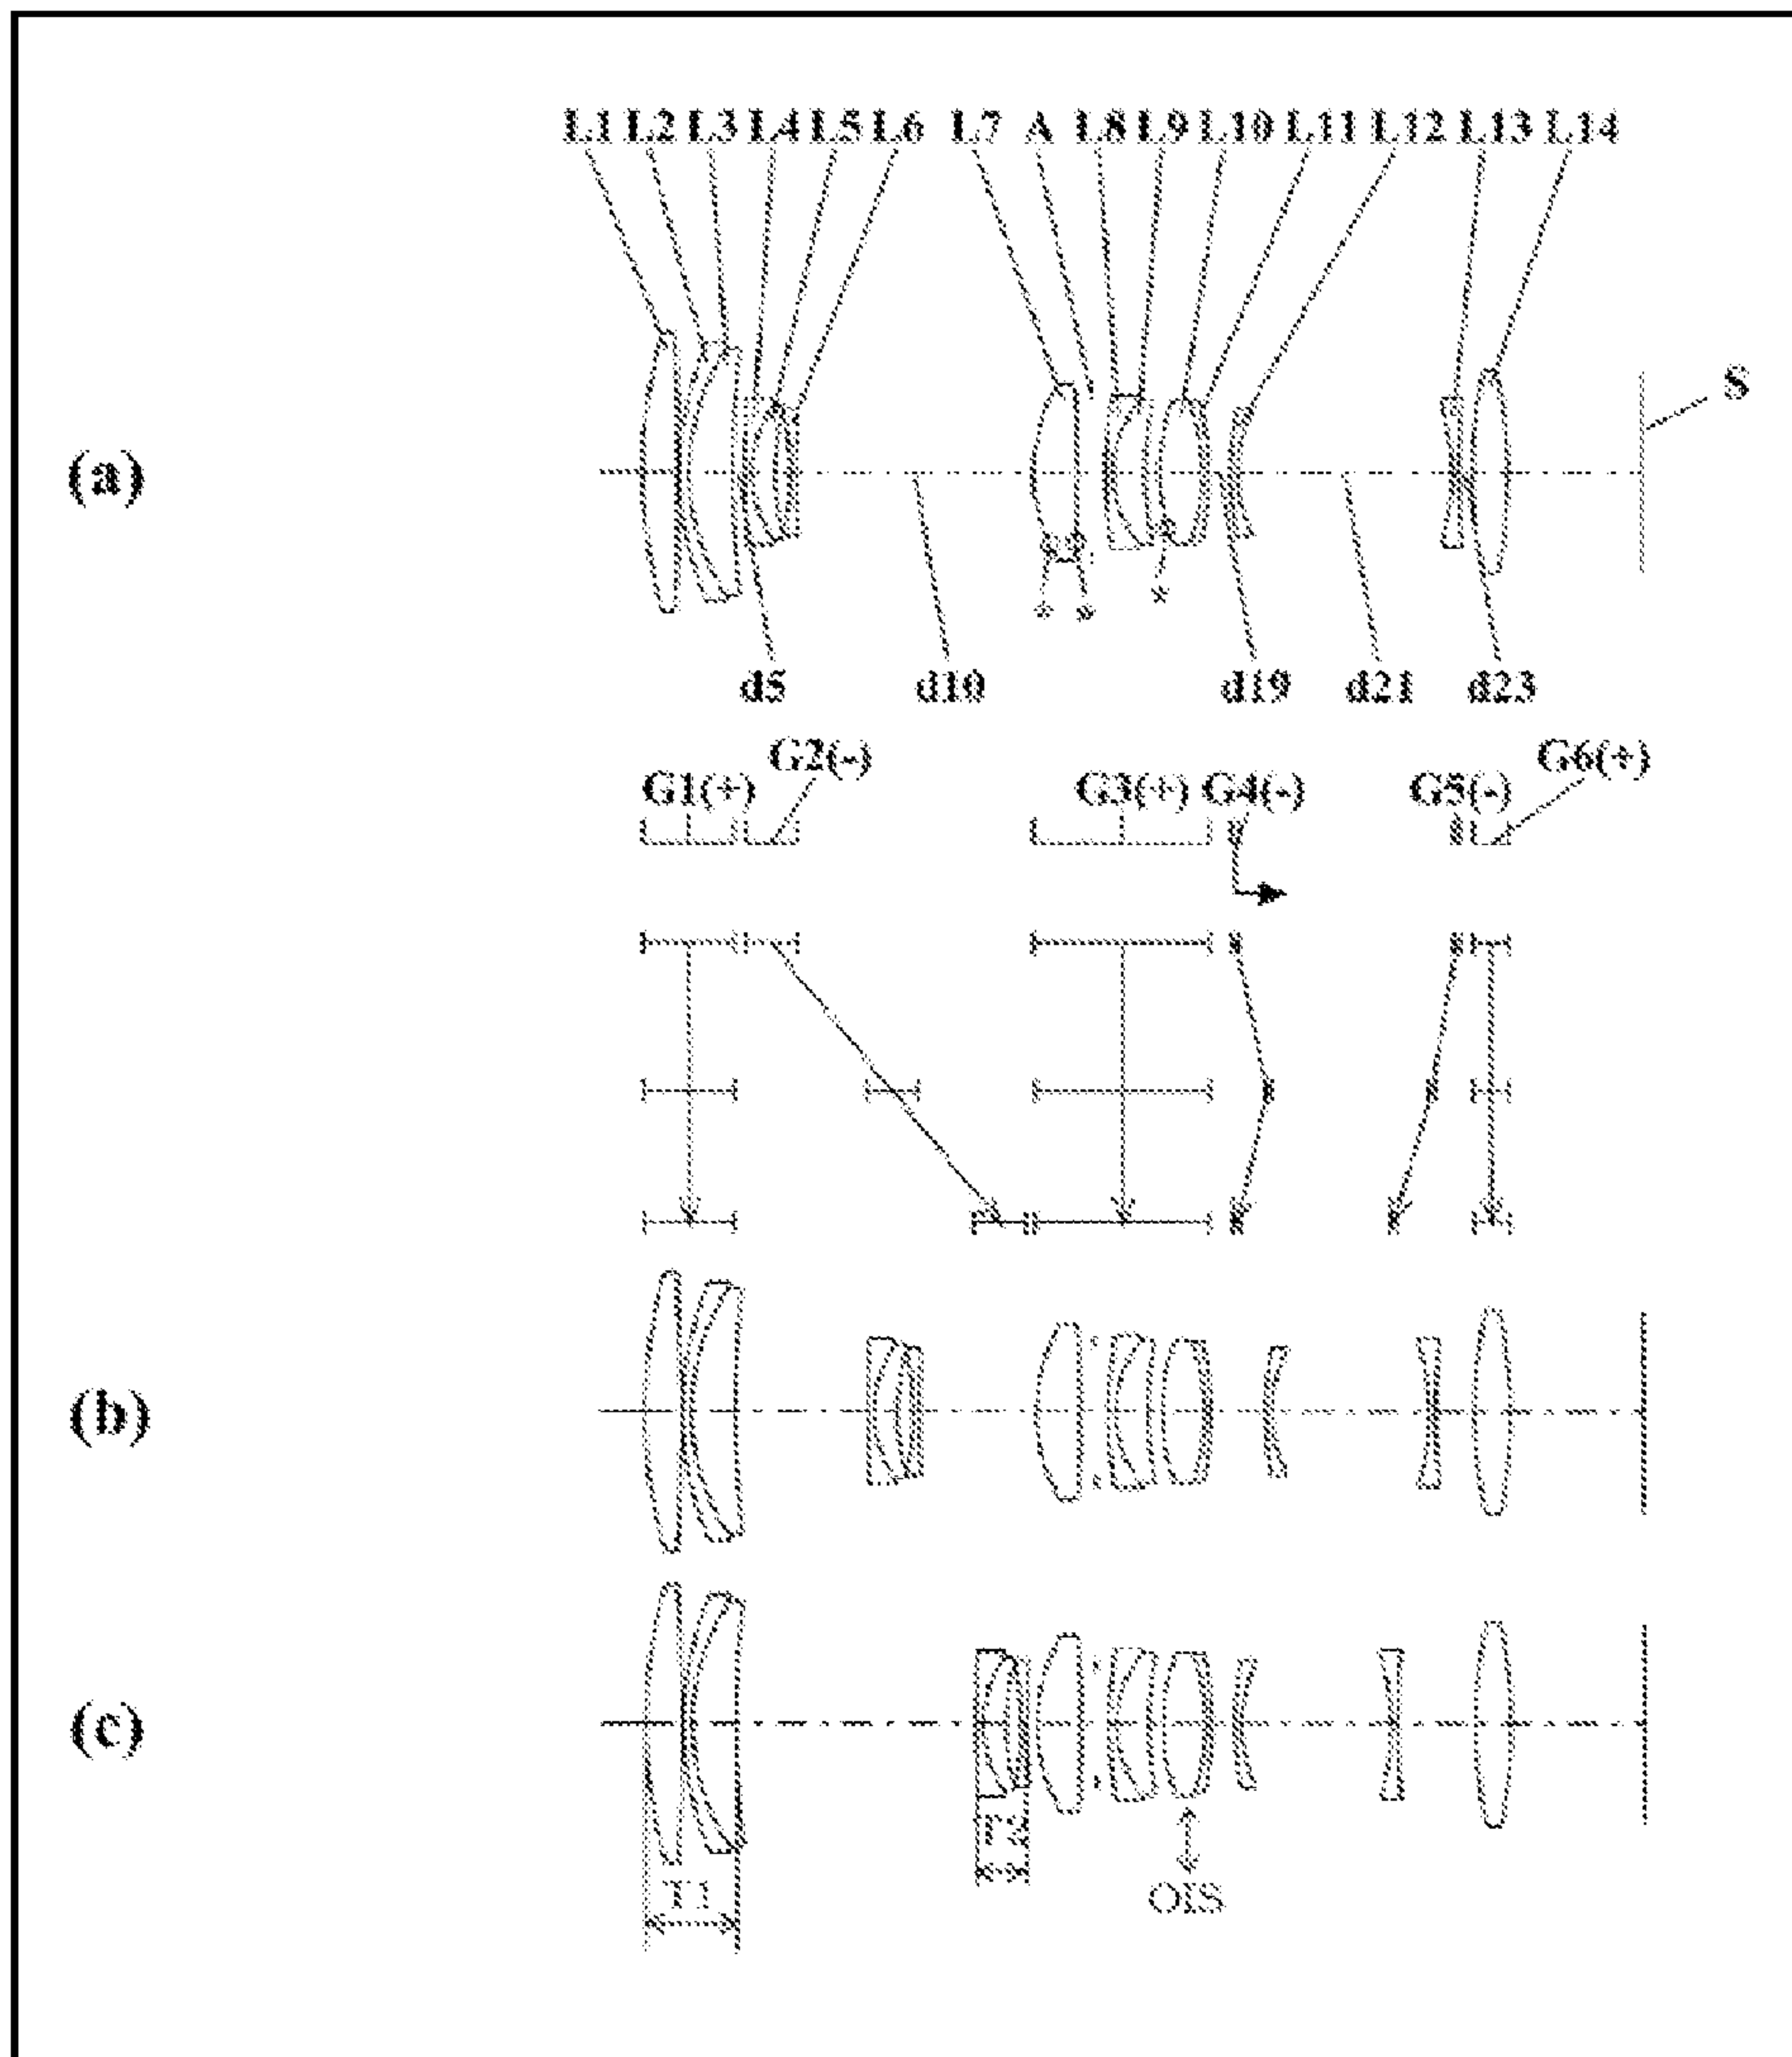 L1 L2 L3 L4 L5 L6 L7 A L8 L9 L10 L11 L12 L13 L14
S
(a)
* * *
d5 d10 d19 d21 d23
G1(+) G2(-) G3(+) G4(-) G5(-) G6(+)
(b)
(c)
T2
T1
OIS